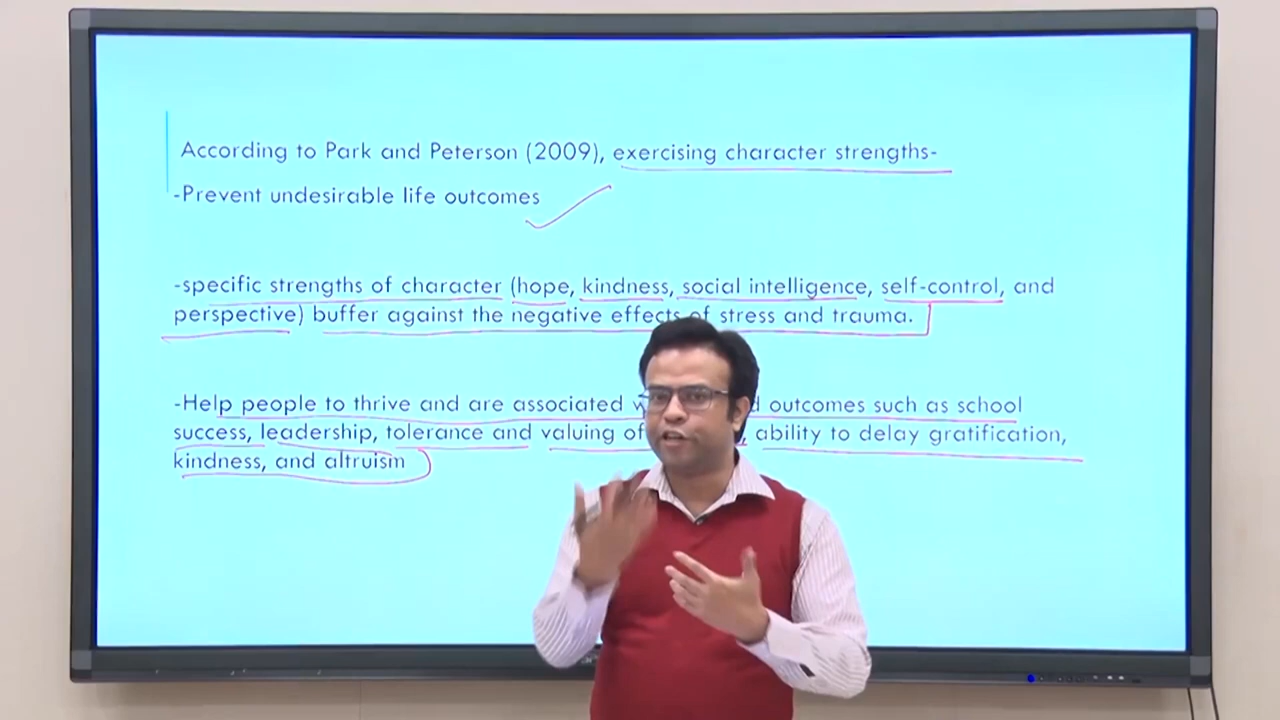 According to Park and Peterson (2009), exercising character strengths-
-Prevent undesirable life outcomes
-specific strengths of character (hope, kindness, social intelligence, self-control, and
perspective) buffer against the negative effects of stress and trauma.
-Help people to thrive and are associated outcomes such as school
success, leadership, tolerance and valuing of ability to delay gratification,
kindness, and altruism